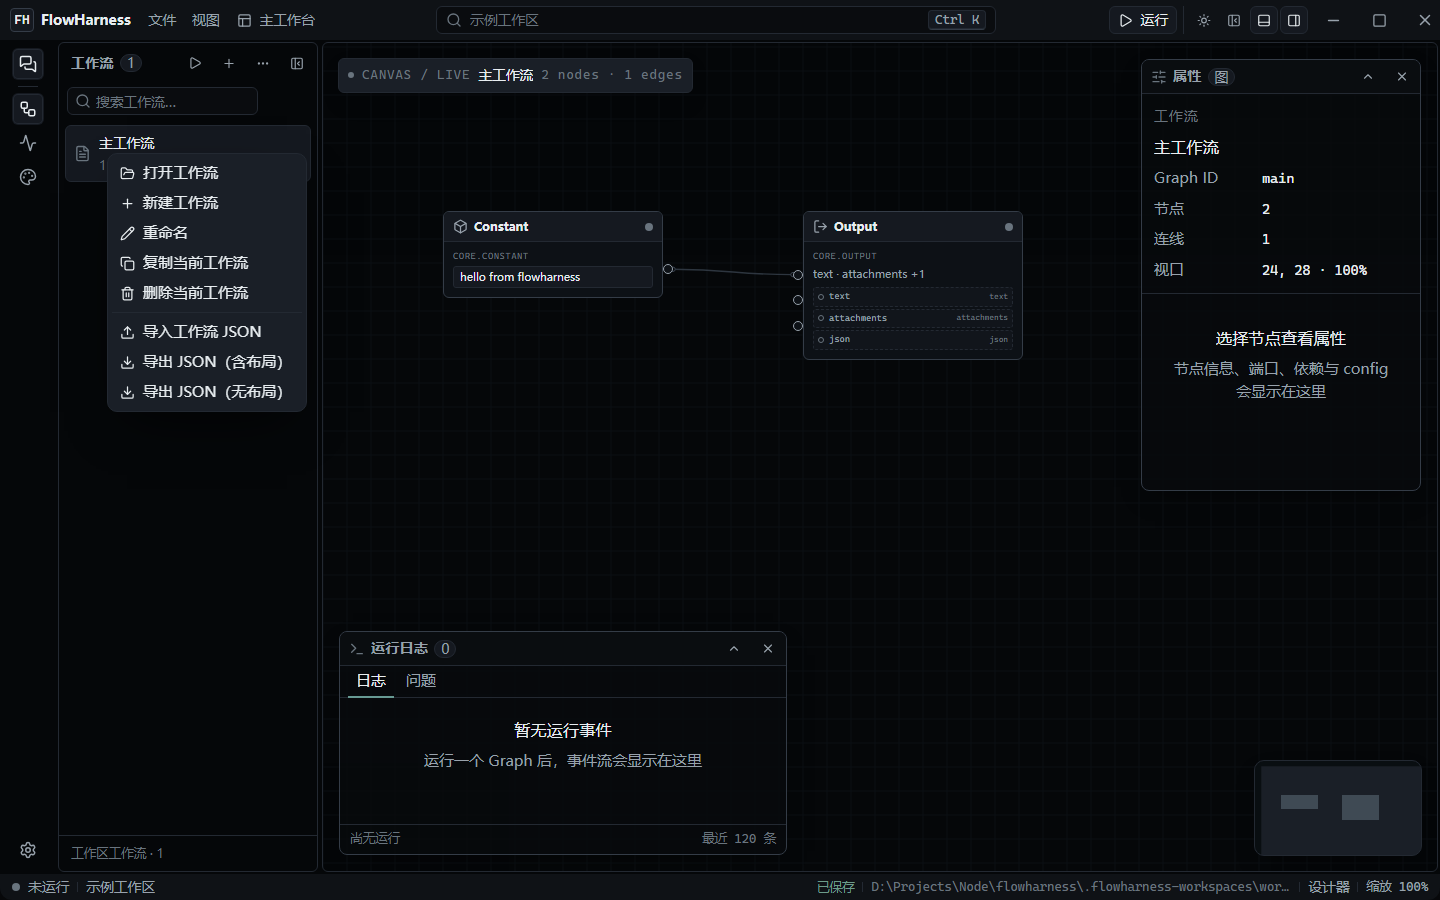 FH FlowHarness 文件 视图 主工作台 示例工作区 Ctrl K 运行
工作流 1
搜索工作流...
主工作流
1
打开工作流
新建工作流
重命名
复制当前工作流
删除当前工作流
导入工作流 JSON
导出 JSON（含布局）
导出 JSON（无布局）
工作区工作流 · 1
CANVAS / LIVE 主工作流 2 nodes · 1 edges
Constant
CORE.CONSTANT
hello from flowharness
Output
CORE.OUTPUT
text · attachments +1
text text
attachments attachments
json json
属性 图
工作流
主工作流
Graph ID main
节点 2
连线 1
视口 24, 28 · 100%
选择节点查看属性
节点信息、端口、依赖与 config
会显示在这里
运行日志 0
日志 问题
暂无运行事件
运行一个 Graph 后，事件流会显示在这里
尚无运行 最近 120 条
未运行 示例工作区 已保存 D:\Projects\Node\flowharness\.flowharness-workspaces\wor… 设计器 缩放 100%